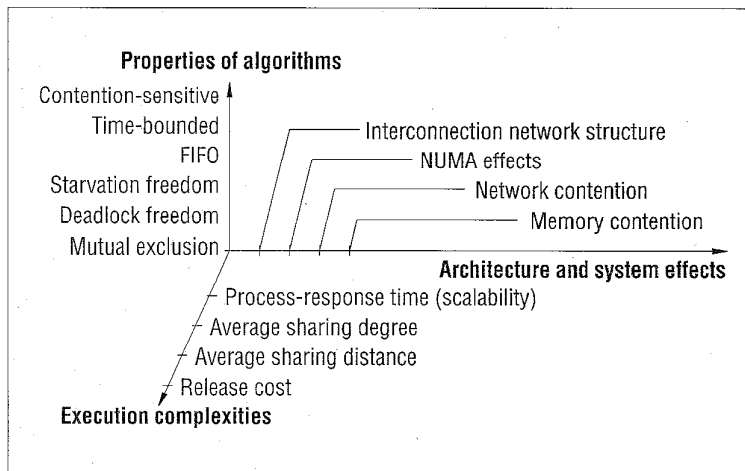 Properties of algorithms
Contention-sensitive
Time-bounded
FIFO
Starvation freedom
Deadlock freedom
Mutual exclusion
Interconnection network structure
NUMA effects
Network contention
Memory contention
Architecture and system effects
Process-response time (scalability)
Average sharing degree
Average sharing distance
Release cost
Execution complexities